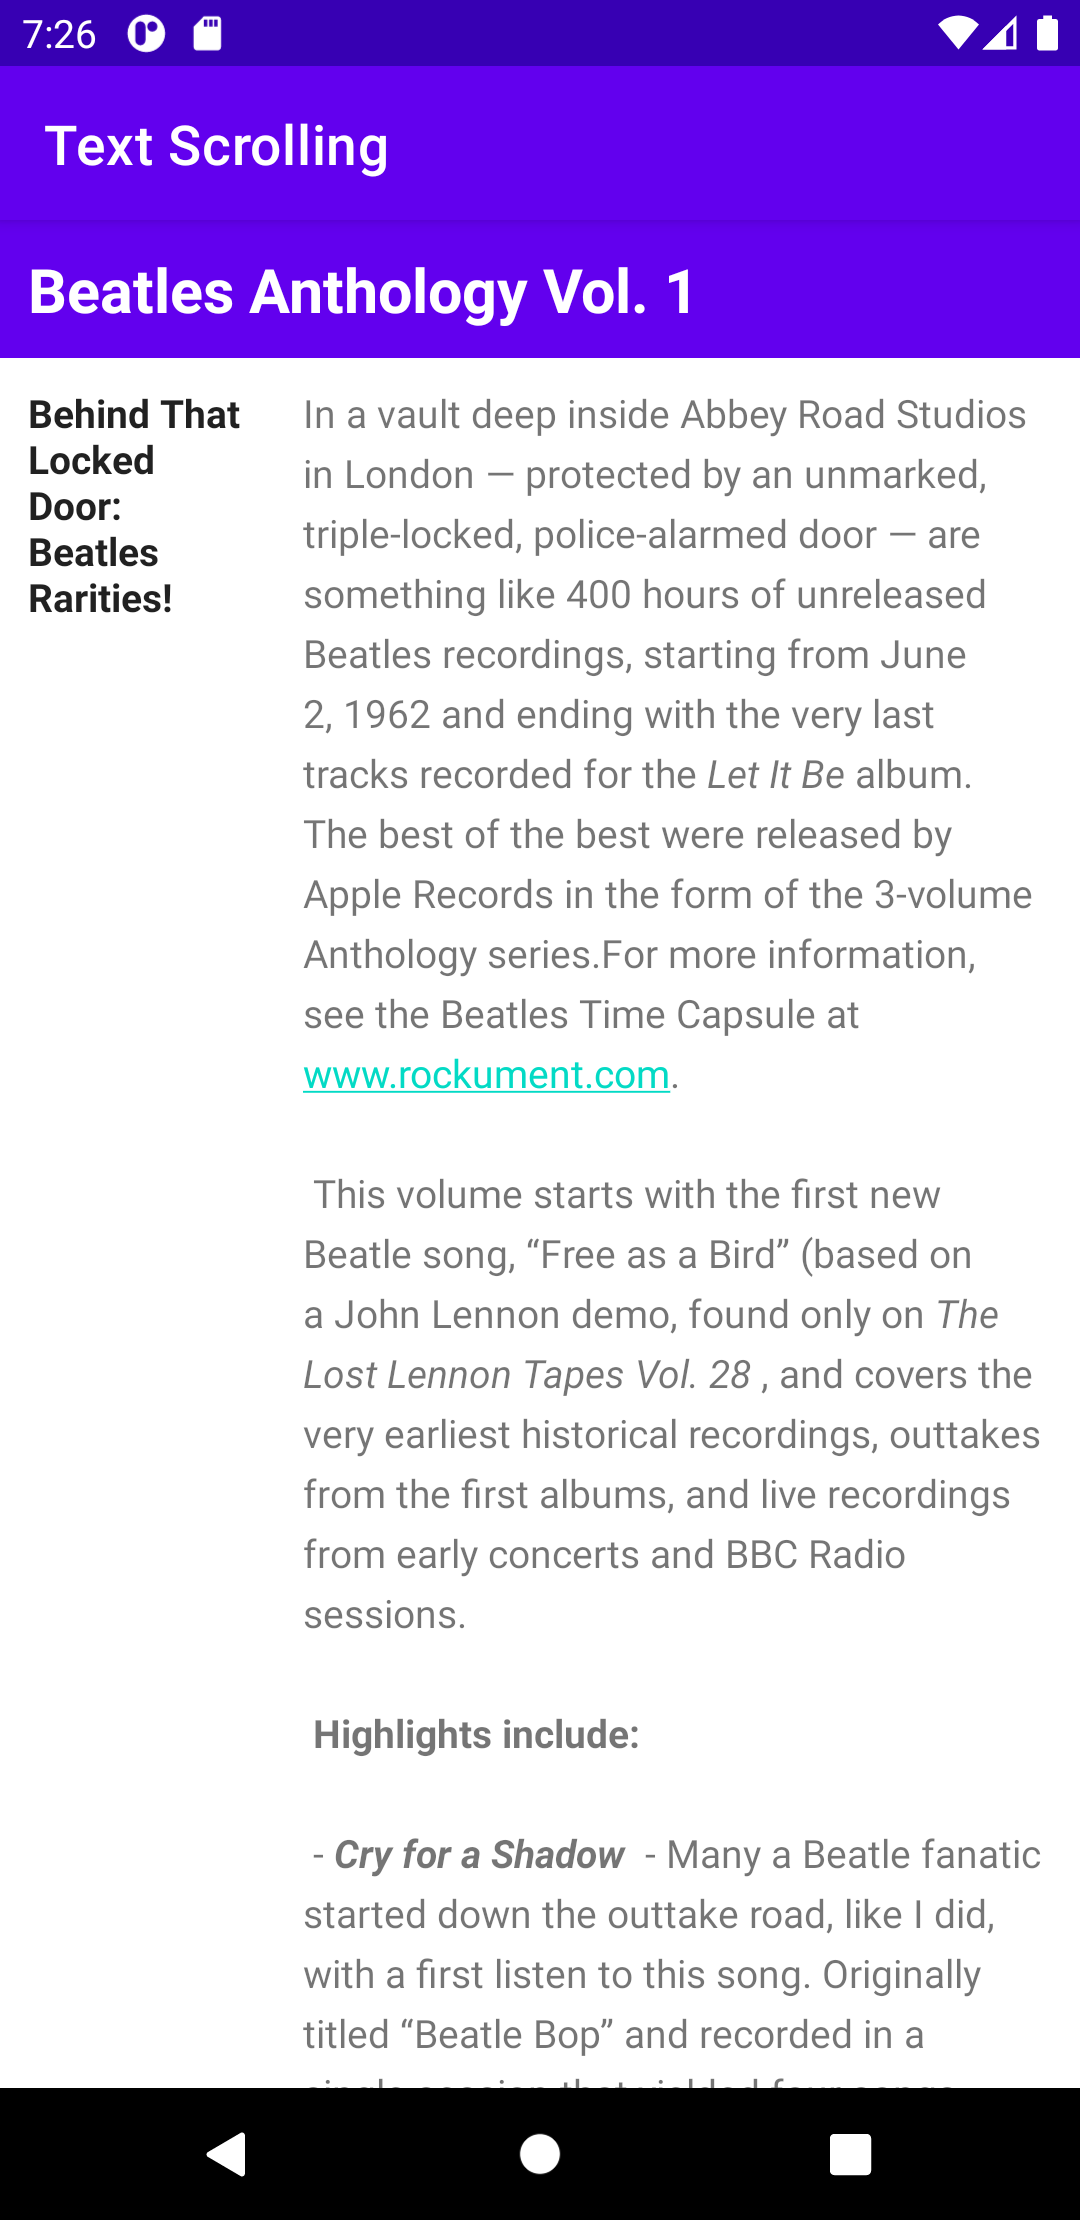 7:26
Text Scrolling
Beatles Anthology Vol. 1
Behind That
Locked
Door:
Beatles
Rarities!
In a vault deep inside Abbey Road Studios
in London — protected by an unmarked,
triple-locked, police-alarmed door — are
something like 400 hours of unreleased
Beatles recordings, starting from June
2, 1962 and ending with the very last
tracks recorded for the Let It Be album.
The best of the best were released by
Apple Records in the form of the 3-volume
Anthology series.For more information,
see the Beatles Time Capsule at
www.rockument.com.
This volume starts with the first new
Beatle song, “Free as a Bird” (based on
a John Lennon demo, found only on The
Lost Lennon Tapes Vol. 28 , and covers the
very earliest historical recordings, outtakes
from the first albums, and live recordings
from early concerts and BBC Radio
sessions.
Highlights include:
- Cry for a Shadow - Many a Beatle fanatic
started down the outtake road, like I did,
with a first listen to this song. Originally
titled “Beatle Bop” and recorded in a